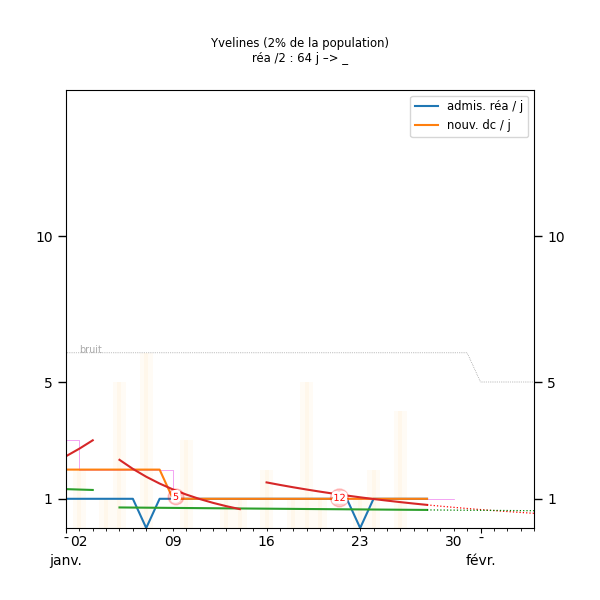 Yvelines (2% de la population)
réa /2 : 64 j −> _
admis. réa / j
nouv. dc / j
10
10
bruit
5
5
5
12
1
1
02
09
16
23
30
janv.
févr.